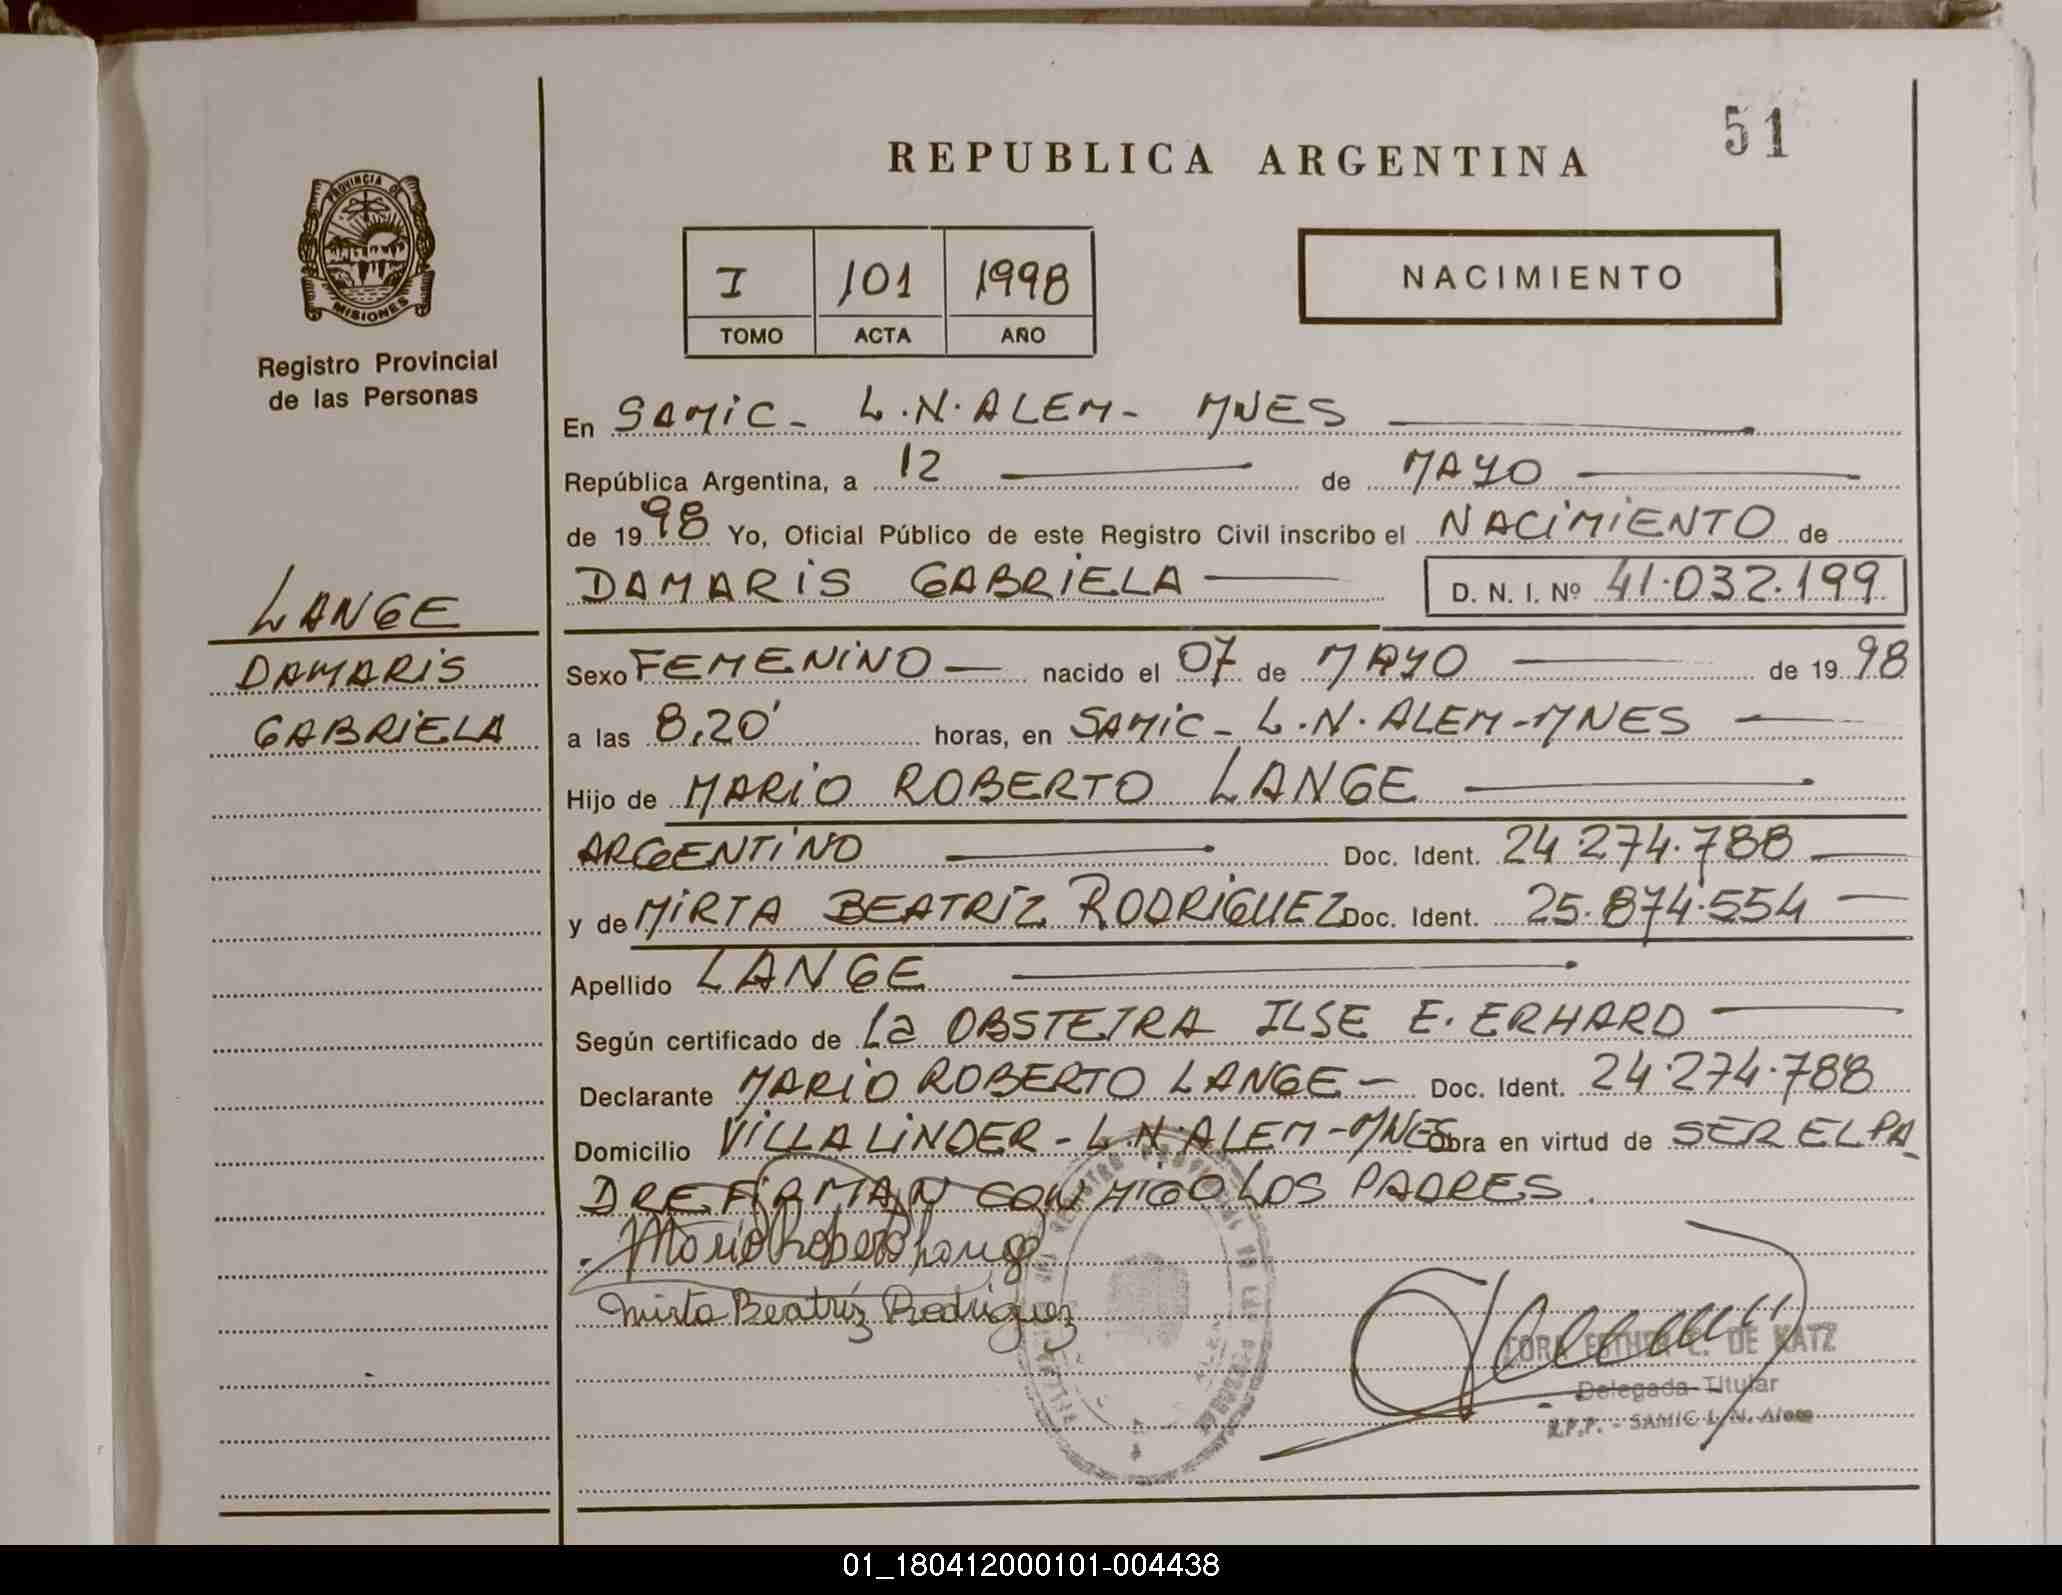 51
REPUBLICA ARGENTINA
PROVINCIA DE
MISIONES
Registro Provincial
de las Personas
I 101 1998
TOMO ACTA AÑO
NACIMIENTO
En SAMIC - L.N. ALEM - MNES
República Argentina, a 12 de MAYO
de 1998 Yo, Oficial Público de este Registro Civil inscribo el NACIMIENTO de
DAMARIS GABRIELA D. N. I. Nº 41.032.199
LANGE
DAMARIS
GABRIELA
Sexo FEMENINO nacido el 07 de MAYO de 1998
a las 8,20' horas, en SAMIC - L.N. ALEM - MNES
Hijo de MARIO ROBERTO LANGE
ARGENTINO Doc. Ident. 24.274.788
y de MIRTA BEATRIZ RODRIGUEZ Doc. Ident. 25.874.554
Apellido LANGE
Según certificado de La OBSTETRA ILSE E. ERHARD
Declarante MARIO ROBERTO LANGE - Doc. Ident. 24.274.788
Domicilio VILLA LINDER - L.N. ALEM - MNES Obra en virtud de SER EL PA
DRE FIRMAN CONMIGO LOS PADRES.
Mario Roberto Lange
Mirta Beatriz Rodriguez
ESTHER C. DE KATZ
Delegada Titular
R.P.P. - SAMIC L. N. Alem
01_180412000101-004438